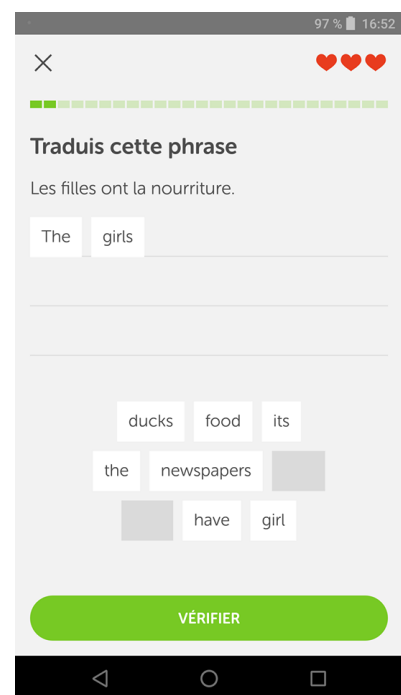 97 % 16:52
Traduis cette phrase
Les filles ont la nourriture.
The girls
ducks food its
the newspapers
have girl
VÉRIFIER